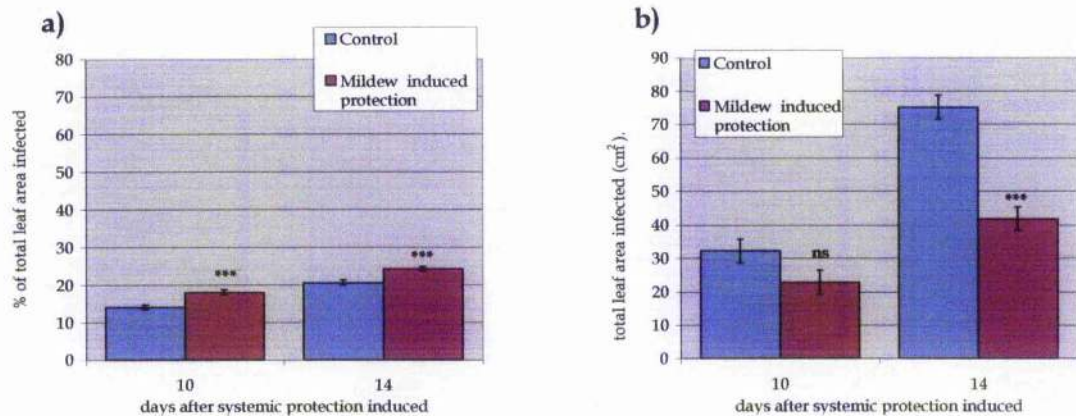 a)
Control
Mildew induced
protection
% of total leaf area infected
80
70
60
50
40
30
20
10
0
***
***
10
14
days after systemic protection induced
b)
Control
Mildew induced
protection
total leaf area infected (cm²).
90
80
70
60
50
40
30
20
10
0
ns
***
10
14
days after systemic protection induced